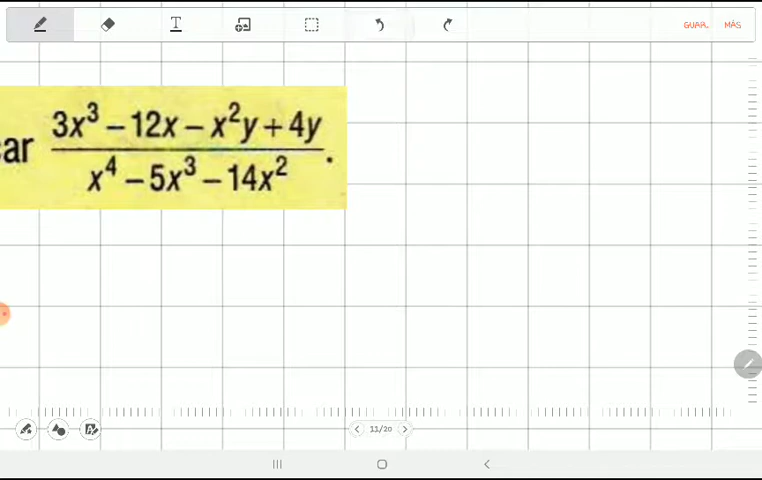 T
GUAR. MÁS
ar 3x³ – 12x – x²y + 4y
x⁴ – 5x³ – 14x² .
11/20